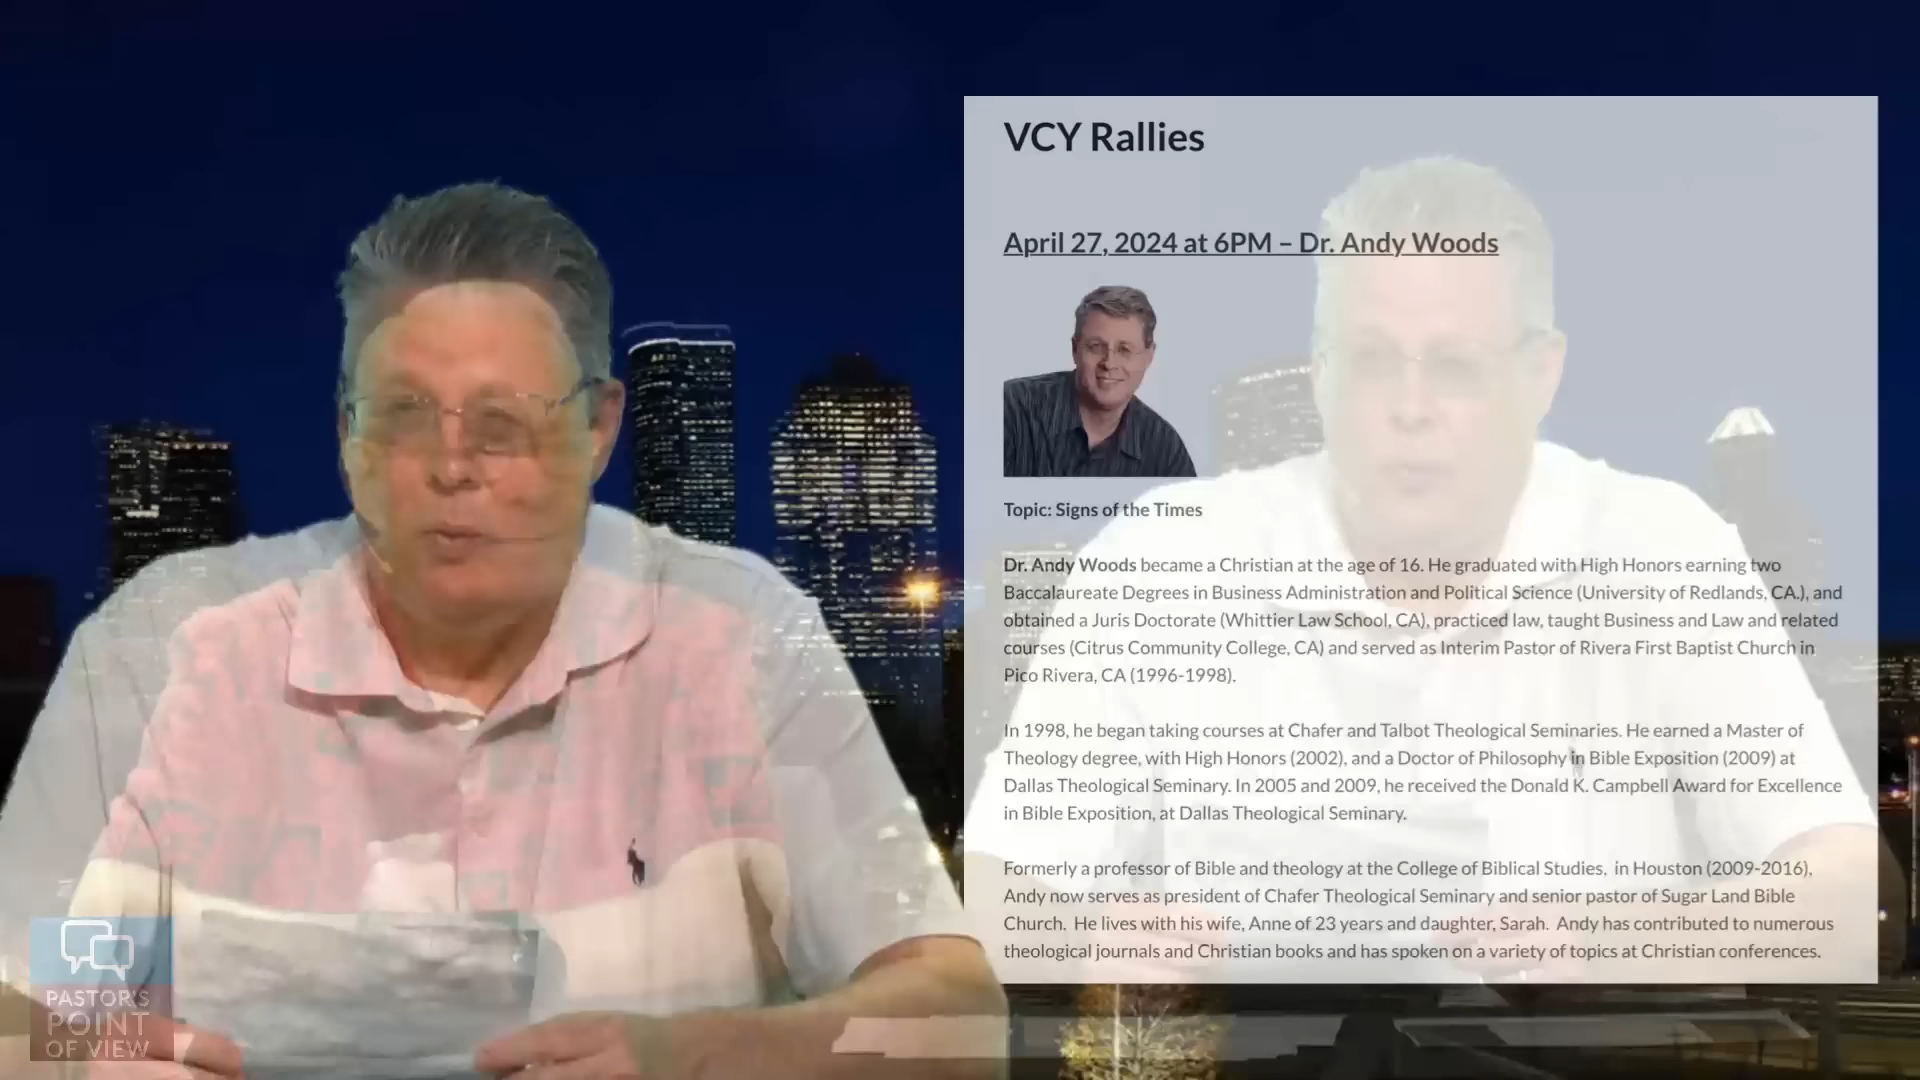 VCY Rallies
April 27, 2024 at 6PM – Dr. Andy Woods
Topic: Signs of the Times
Dr. Andy Woods became a Christian at the age of 16. He graduated with High Honors earning two
Baccalaureate Degrees in Business Administration and Political Science (University of Redlands, CA.), and
obtained a Juris Doctorate (Whittier Law School, CA), practiced law, taught Business and Law and related
courses (Citrus Community College, CA) and served as Interim Pastor of Rivera First Baptist Church in
Pico Rivera, CA (1996-1998).
In 1998, he began taking courses at Chafer and Talbot Theological Seminaries. He earned a Master of
Theology degree, with High Honors (2002), and a Doctor of Philosophy in Bible Exposition (2009) at
Dallas Theological Seminary. In 2005 and 2009, he received the Donald K. Campbell Award for Excellence
in Bible Exposition, at Dallas Theological Seminary.
Formerly a professor of Bible and theology at the College of Biblical Studies, in Houston (2009-2016),
Andy now serves as president of Chafer Theological Seminary and senior pastor of Sugar Land Bible
Church. He lives with his wife, Anne of 23 years and daughter, Sarah. Andy has contributed to numerous
theological journals and Christian books and has spoken on a variety of topics at Christian conferences.
PASTOR'S
POINT
OF VIEW